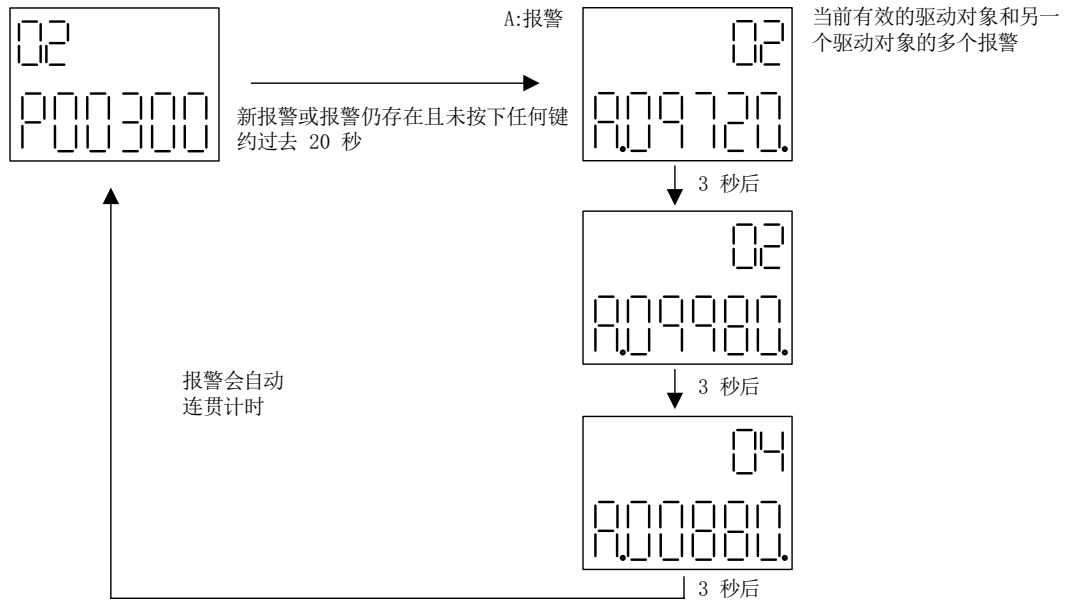 02
P00300
新报警或报警仍存在且未按下任何键
约过去 20 秒
A:报警
02
A.09720.
当前有效的驱动对象和另一
个驱动对象的多个报警
3 秒后
02
A.09980.
3 秒后
04
A.00880.
3 秒后
报警会自动
连贯计时